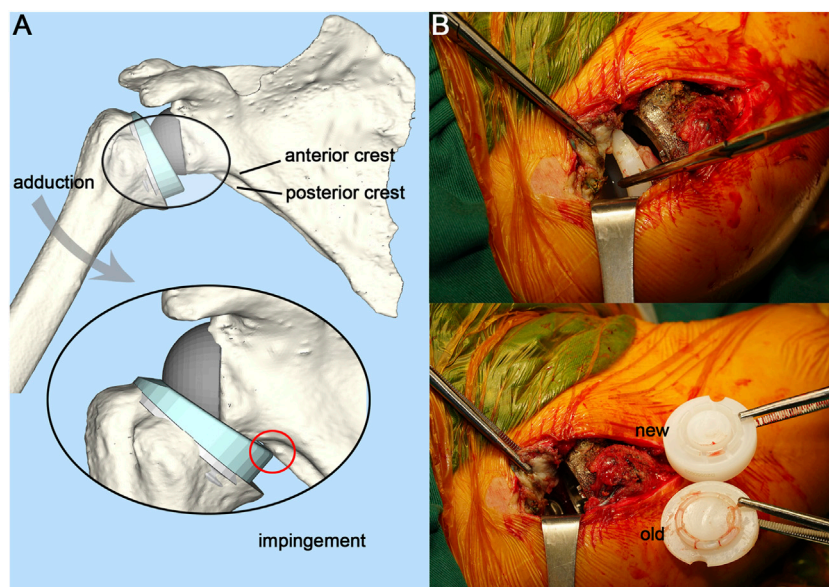 A
anterior crest
posterior crest
adduction
impingement
B
new
old